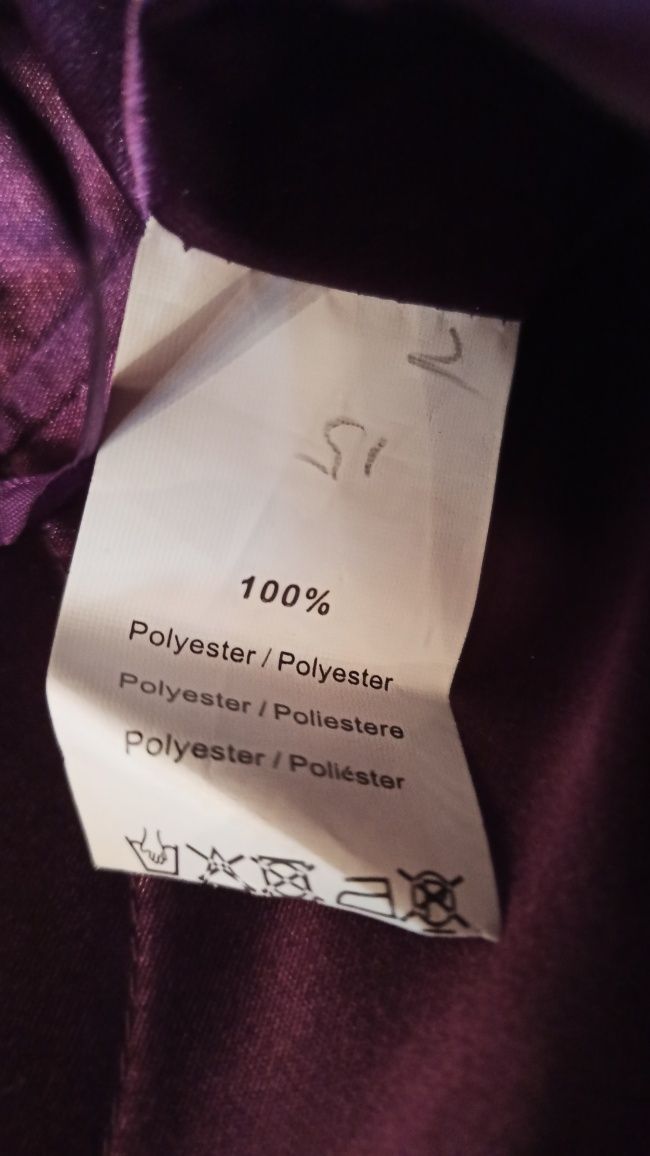 100%
Polyester / Polyester
Polyester / Poliestere
Polyester / Poliéster